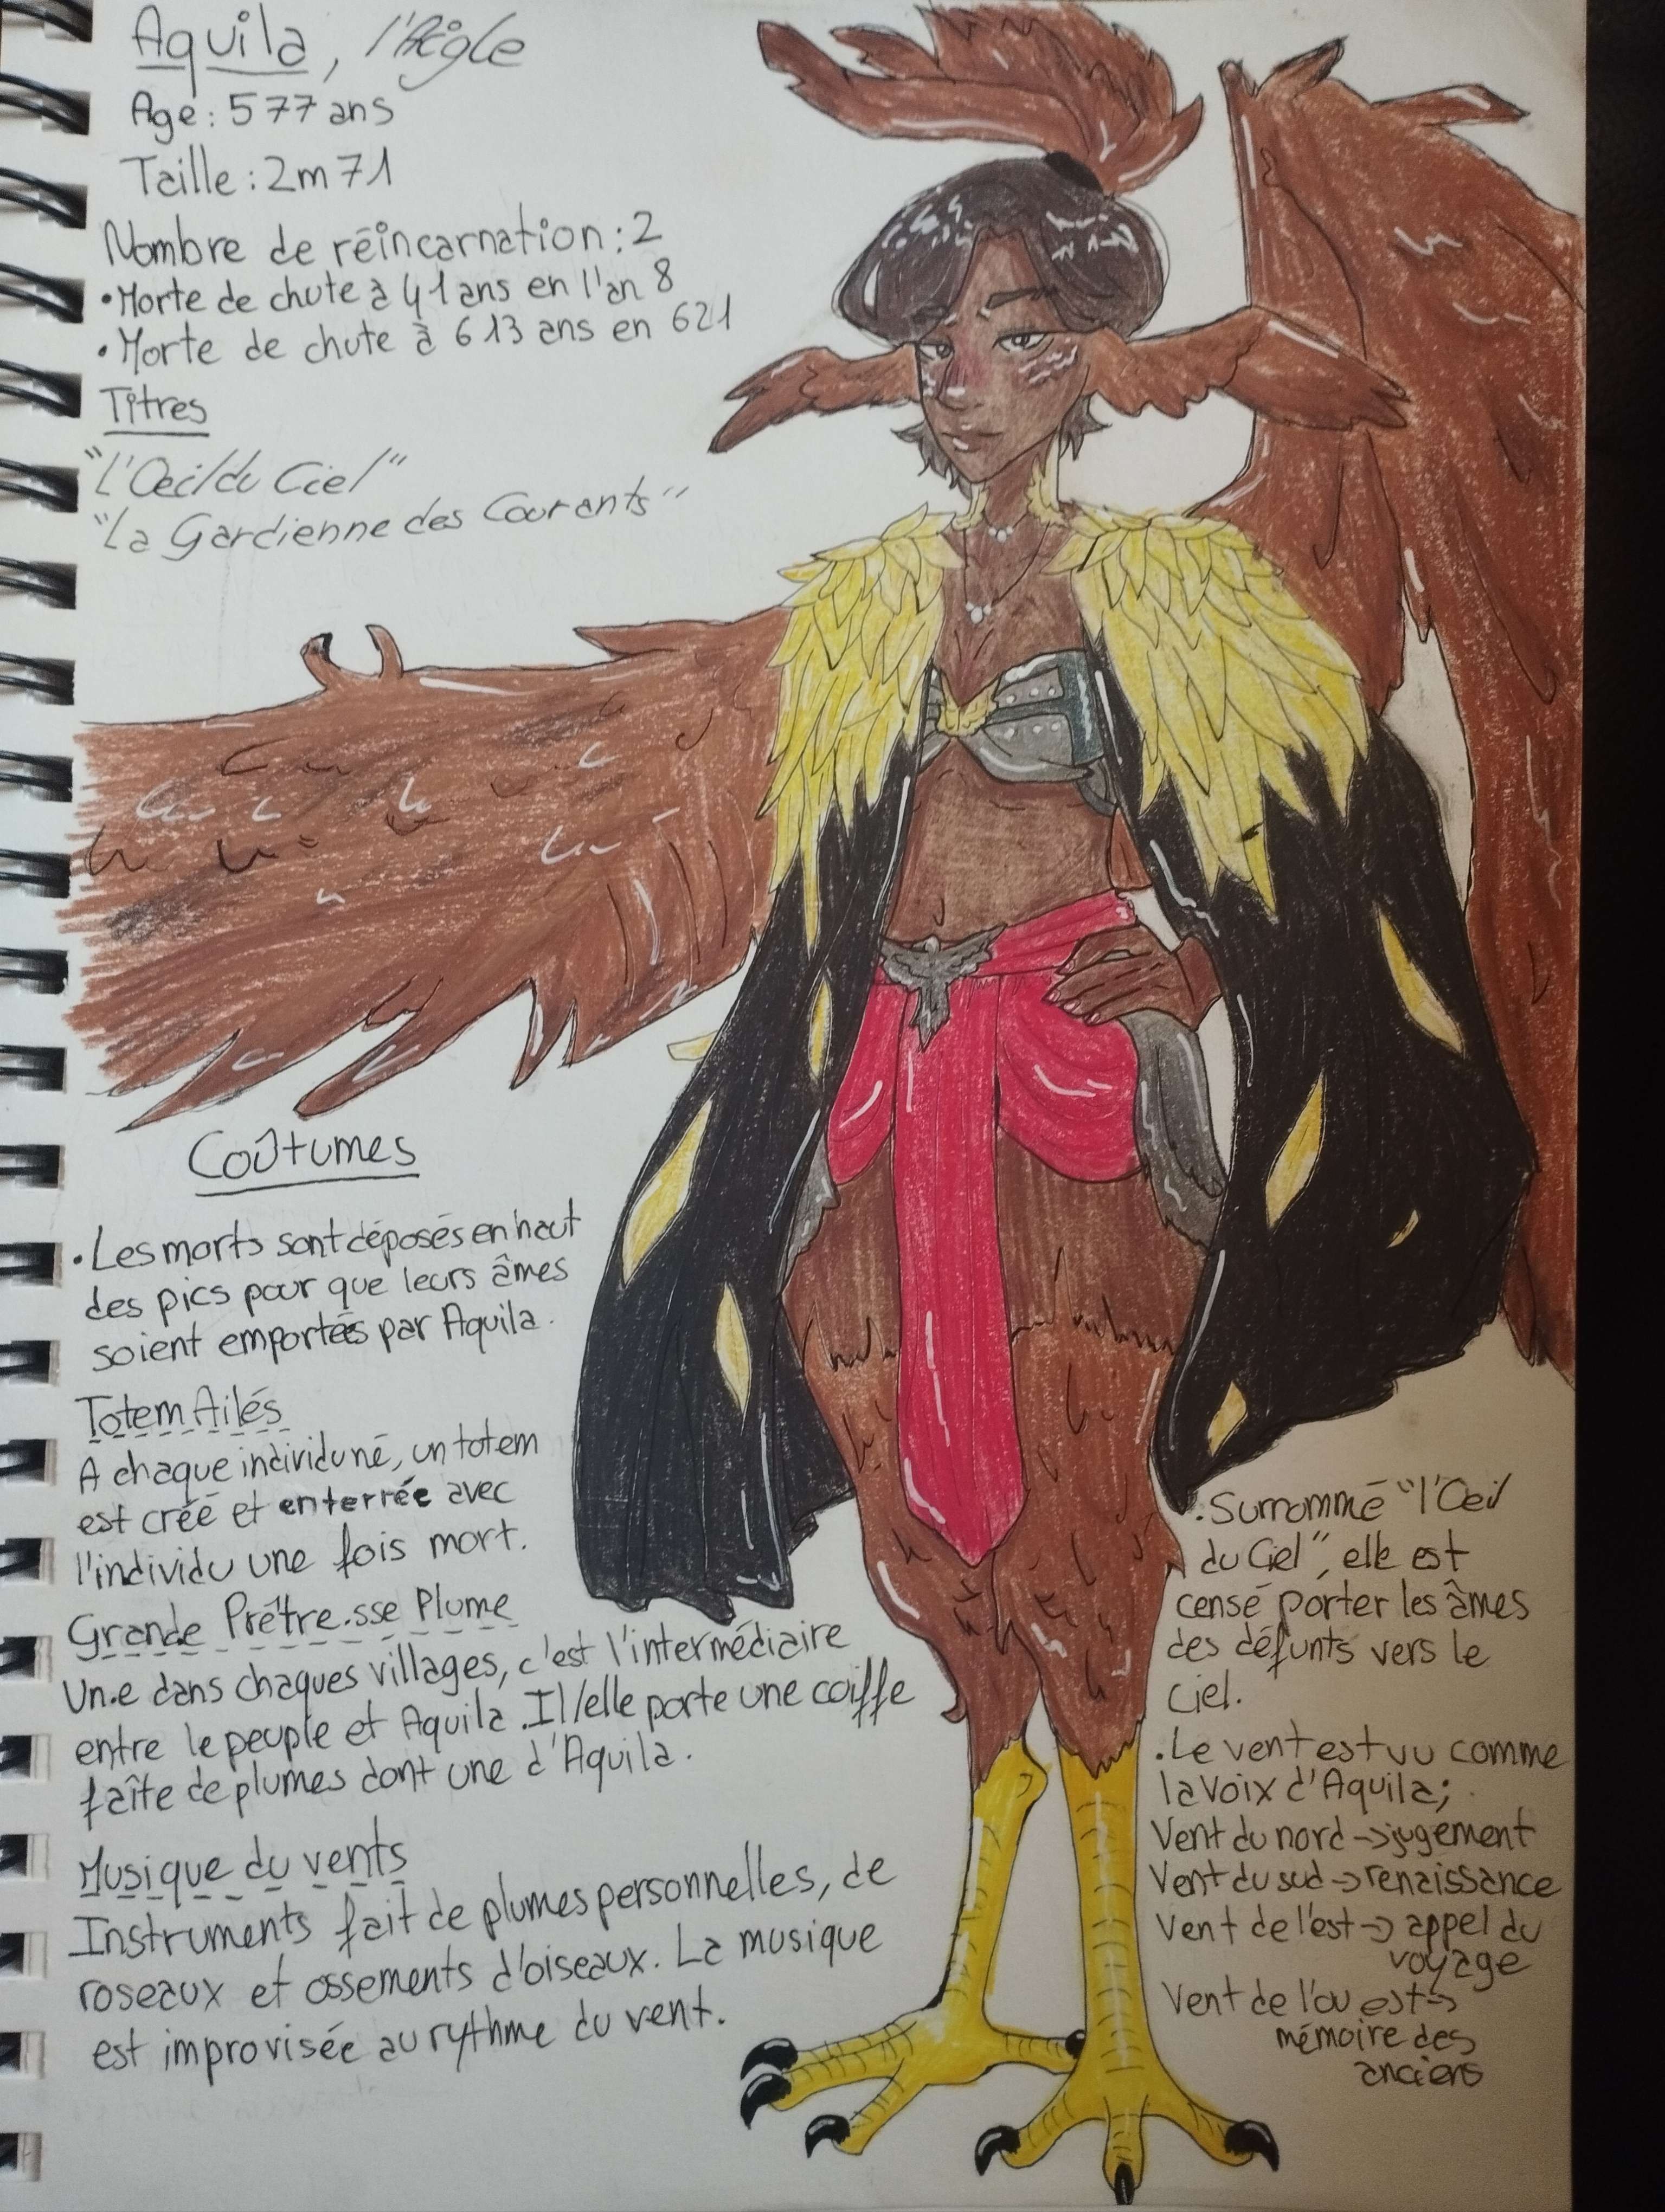 Aquila, l'Aigle
Age : 577 ans
Taille : 2m71
Nombre de réincarnation : 2
• Morte de chute à 41 ans en l'an 8
• Morte de chute à 613 ans en 621
Titres
"L'Oeil du Ciel"
"La Gardienne des Courants"
Coûtumes
• Les morts sont déposés en haut
des pics pour que leurs âmes
soient emportées par Aquila.
Totem Ailés
A chaque individu né, un totem
est créé et enterrée avec
l'individu une fois mort.
Grande Prêtre.sse Plume
Un.e dans chaques villages, c'est l'intermédiaire
entre le peuple et Aquila. Il/elle porte une coiffe
faîte de plumes dont une d'Aquila.
Musique du vents
Instruments fait de plumes personnelles, de
roseaux et ossements d'oiseaux. La musique
est improvisée au rythme du vent.
• Surnommé "l'Oeil
du Ciel", elle est
censé porter les âmes
des défunts vers le
ciel.
• Le vent est vu comme
la voix d'Aquila;
Vent du nord -> jugement
Vent du sud -> renaissance
Vent de l'est -> appel du
voyage
Vent de l'ouest ->
mémoire des
anciens